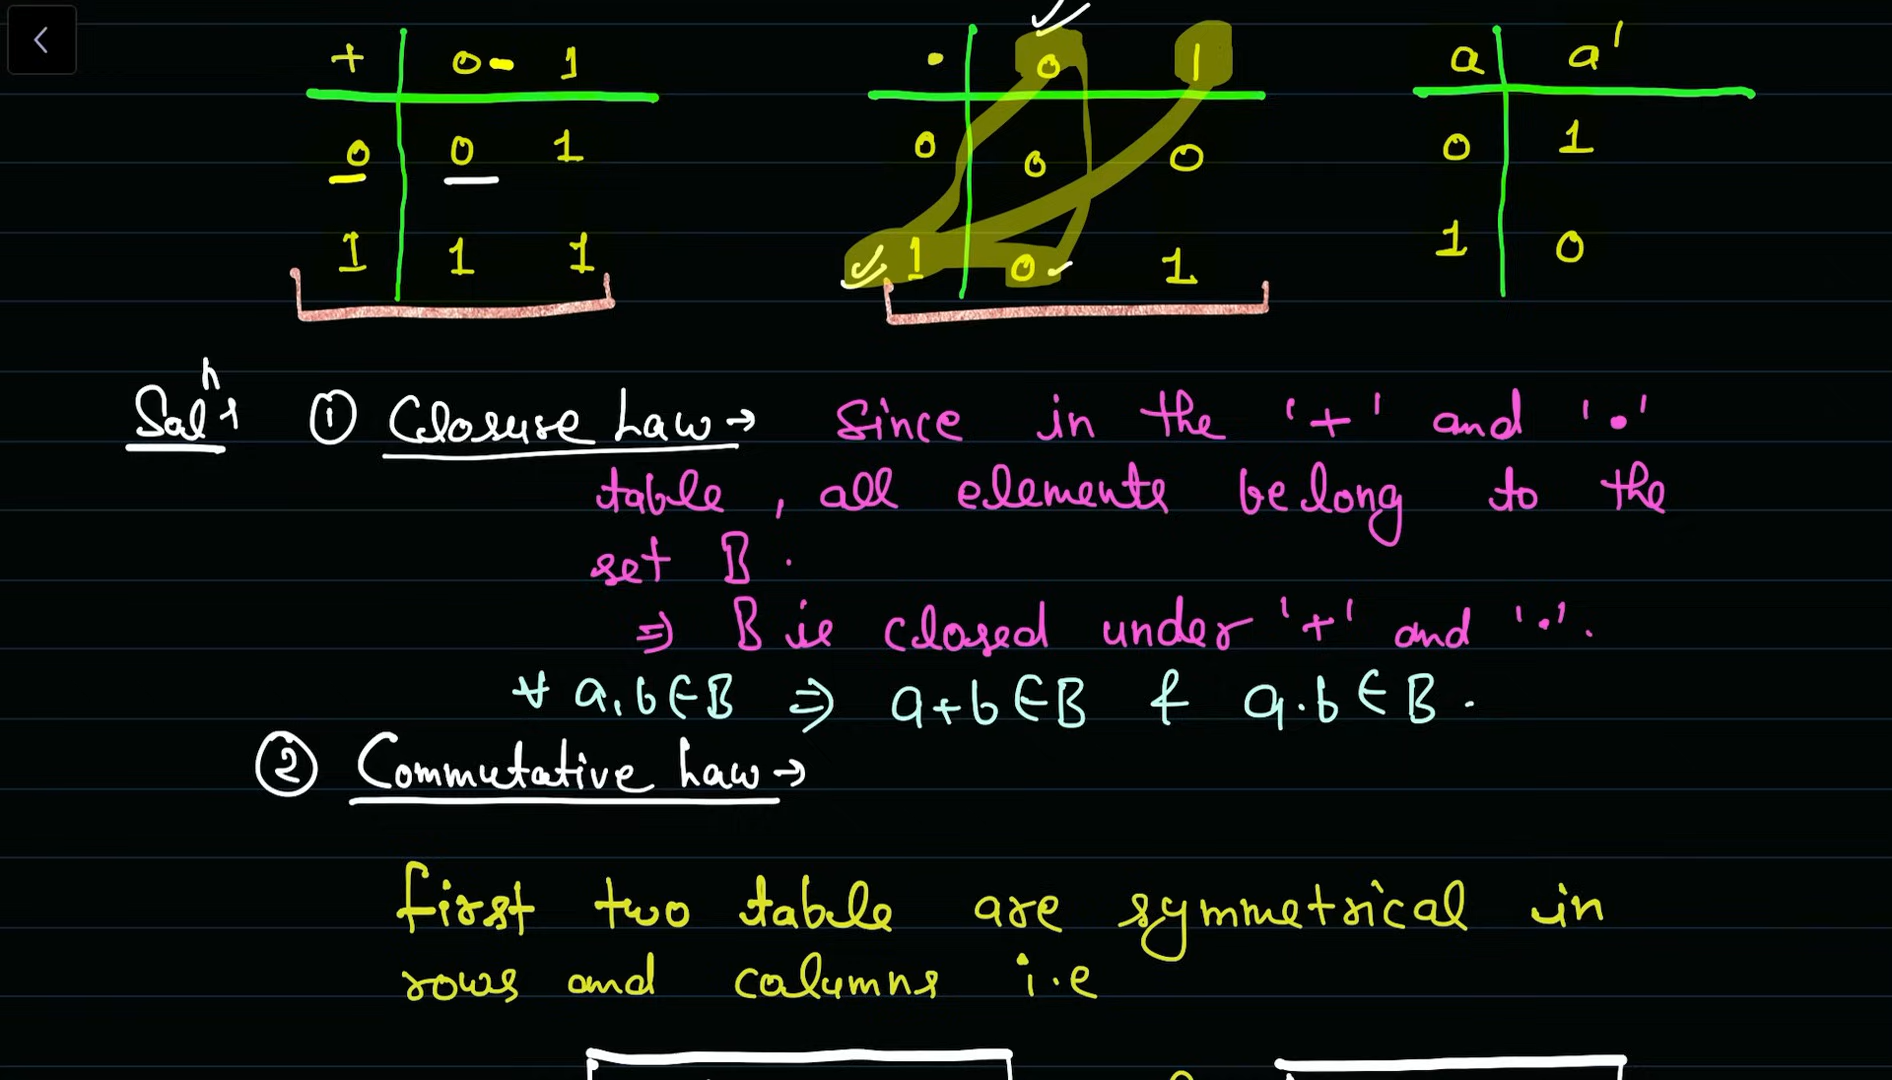 + 0 1
0 0 1
1 1 1
· 0 1
0 0 0
1 0 1
a a'
0 1
1 0
Solⁿ ① Closure Law → Since in the '+' and '·'
table, all elements belong to the
set B.
⇒ B is closed under '+' and '·'.
∀ a,b∈B ⇒ a+b∈B & a·b∈B.
② Commutative Law →
First two table are symmetrical in
rows and columns i.e